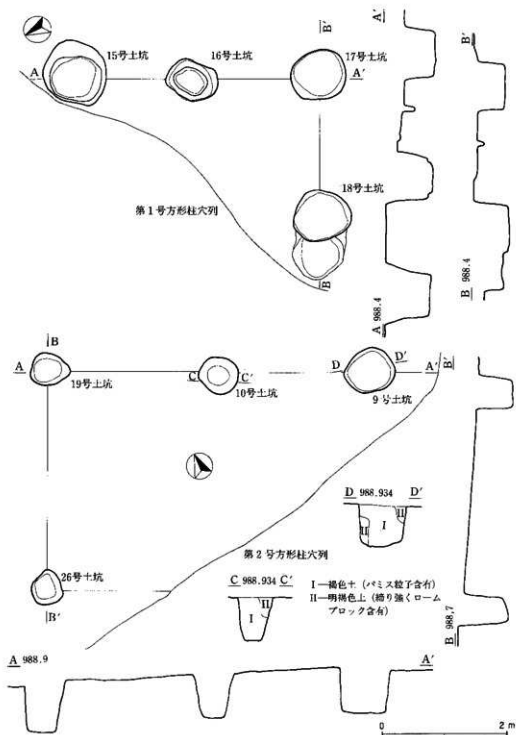 B'
A'
B'
15号土坑
16号土坑
17号土坑
A
A'
18号土坑
第1号方形柱穴列
B
A 988.4
B 988.4
B
A
19号土坑
C
C'
10号土坑
D
D'
9号土坑
A'
B'
D 988.934 D'
I
II
II
第2号方形柱穴列
26号土坑
B'
C 988.934 C'
I
II
I―褐色土(パミス粒子含有)
II―明褐色土(締り強くローム
ブロック含有)
B 988.7
A 988.9
A'
0 2m